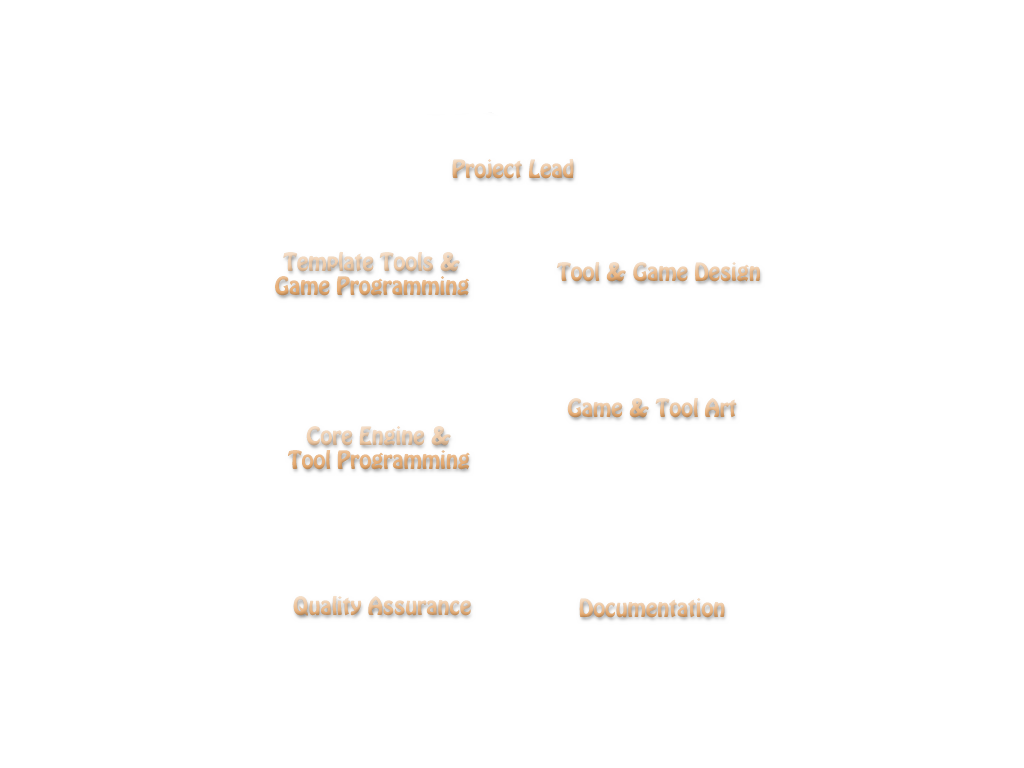 Project Lead
Template Tools &
Game Programming
Tool & Game Design
Game & Tool Art
Core Engine &
Tool Programming
Quality Assurance
Documentation